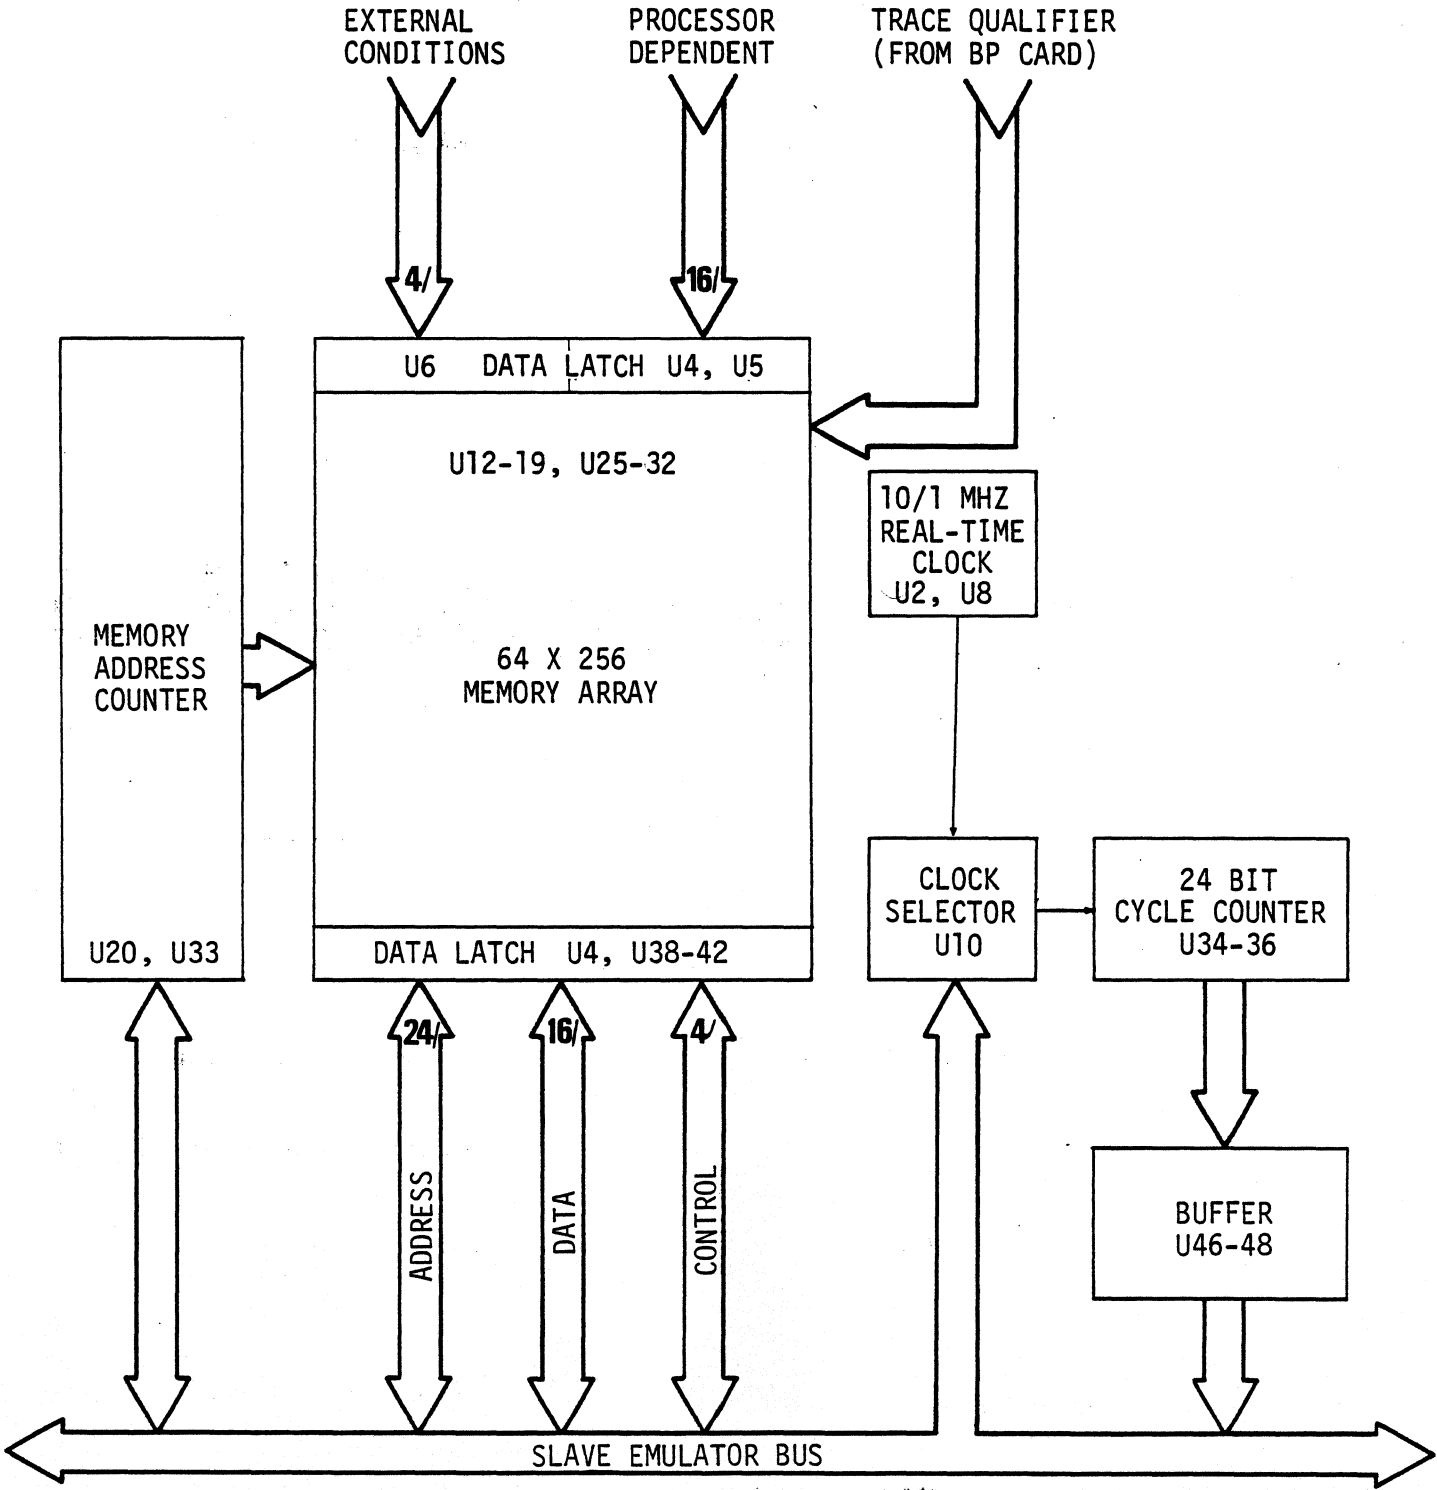 EXTERNAL
CONDITIONS
PROCESSOR
DEPENDENT
TRACE QUALIFIER
(FROM BP CARD)
4/
16/
U6 DATA LATCH U4, U5
U12-19, U25-32
10/1 MHZ
REAL-TIME
CLOCK
U2, U8
MEMORY
ADDRESS
COUNTER
64 X 256
MEMORY ARRAY
CLOCK
SELECTOR
U10
24 BIT
CYCLE COUNTER
U34-36
U20, U33
DATA LATCH U4, U38-42
24/
16/
4/
ADDRESS
DATA
CONTROL
BUFFER
U46-48
SLAVE EMULATOR BUS